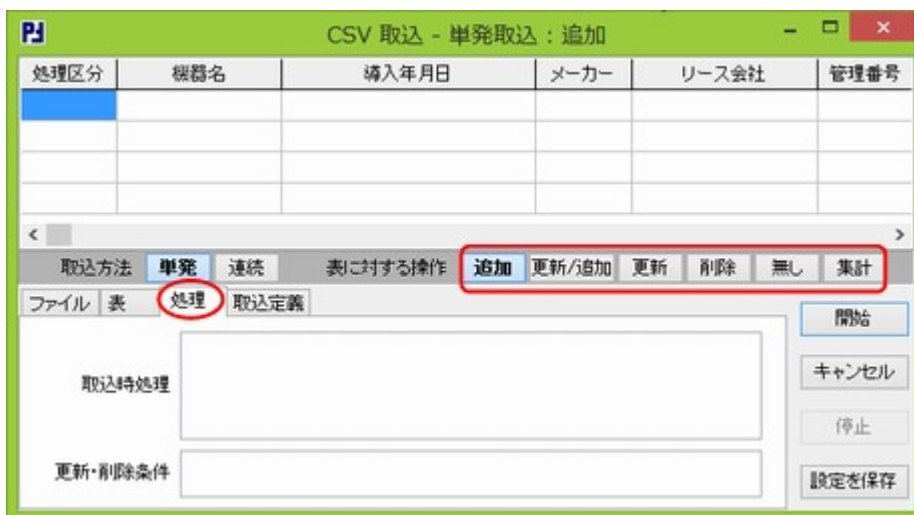 CSV 取込 - 単発取込：追加
処理区分 機器名 導入年月日 メーカー リース会社 管理番号
取込方法 単発 連続 表に対する操作 追加 更新/追加 更新 削除 無し 集計
ファイル 表 処理 取込定義
開始
取込時処理
キャンセル
停止
更新・削除条件
設定を保存